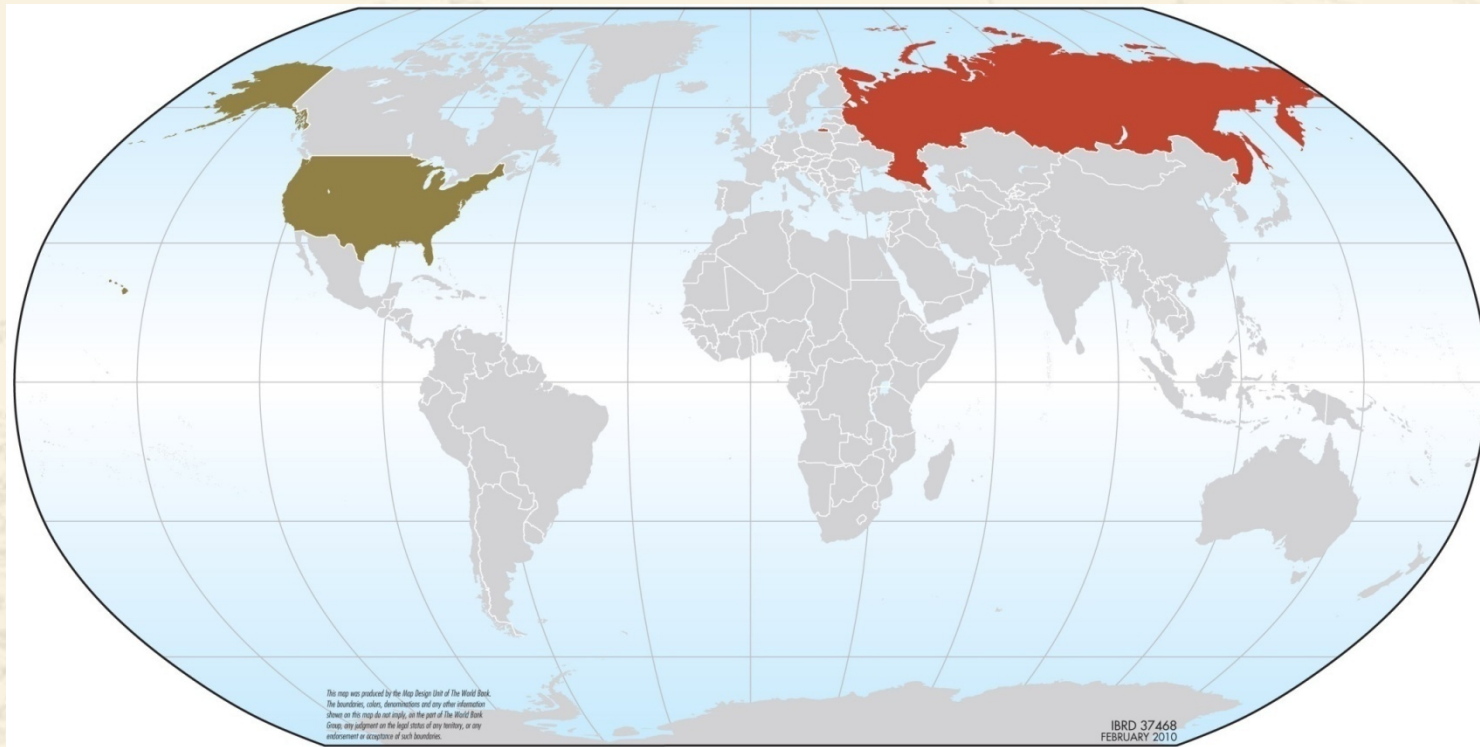 This map was produced by the Map Design Unit of The World Bank.
The boundaries, colors, denominations and any other information
shown on this map do not imply, on the part of The World Bank
Group, any judgment on the legal status of any territory, or any
endorsement or acceptance of such boundaries.
IBRD 37468
FEBRUARY 2010